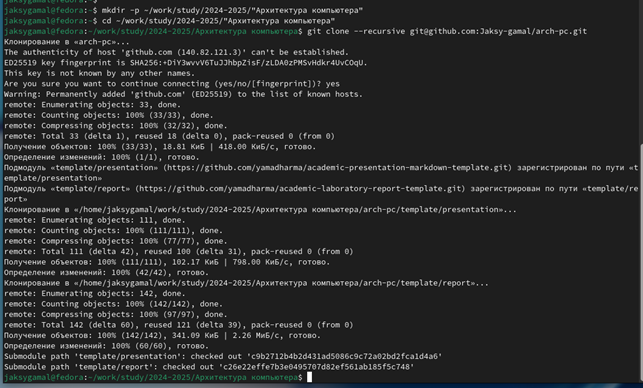 jaksygamal@fedora:~$ mkdir -p ~/work/study/2024-2025/"Архитектура компьютера"
jaksygamal@fedora:~$ cd ~/work/study/2024-2025/"Архитектура компьютера"
jaksygamal@fedora:~/work/study/2024-2025/Архитектура компьютера$ git clone --recursive git@github.com:Jaksy-gamal/arch-pc.git
Клонирование в «arch-pc»...
The authenticity of host 'github.com (140.82.121.3)' can't be established.
ED25519 key fingerprint is SHA256:+DiY3wvvV6TuJJhbpZisF/zLDA0zPMSvHdkr4UvCOqU.
This key is not known by any other names.
Are you sure you want to continue connecting (yes/no/[fingerprint])? yes
Warning: Permanently added 'github.com' (ED25519) to the list of known hosts.
remote: Enumerating objects: 33, done.
remote: Counting objects: 100% (33/33), done.
remote: Compressing objects: 100% (32/32), done.
remote: Total 33 (delta 1), reused 18 (delta 0), pack-reused 0 (from 0)
Получение объектов: 100% (33/33), 18.81 КиБ | 418.00 КиБ/с, готово.
Определение изменений: 100% (1/1), готово.
Подмодуль «template/presentation» (https://github.com/yamadharma/academic-presentation-markdown-template.git) зарегистрирован по пути «t
emplate/presentation»
Подмодуль «template/report» (https://github.com/yamadharma/academic-laboratory-report-template.git) зарегистрирован по пути «template/re
port»
Клонирование в «/home/jaksygamal/work/study/2024-2025/Архитектура компьютера/arch-pc/template/presentation»...
remote: Enumerating objects: 111, done.
remote: Counting objects: 100% (111/111), done.
remote: Compressing objects: 100% (77/77), done.
remote: Total 111 (delta 42), reused 100 (delta 31), pack-reused 0 (from 0)
Получение объектов: 100% (111/111), 102.17 КиБ | 798.00 КиБ/с, готово.
Определение изменений: 100% (42/42), готово.
Клонирование в «/home/jaksygamal/work/study/2024-2025/Архитектура компьютера/arch-pc/template/report»...
remote: Enumerating objects: 142, done.
remote: Counting objects: 100% (142/142), done.
remote: Compressing objects: 100% (97/97), done.
remote: Total 142 (delta 60), reused 121 (delta 39), pack-reused 0 (from 0)
Получение объектов: 100% (142/142), 341.09 КиБ | 2.26 МиБ/с, готово.
Определение изменений: 100% (60/60), готово.
Submodule path 'template/presentation': checked out 'c9b2712b4b2d431ad5086c9c72a02bd2fca1d4a6'
Submodule path 'template/report': checked out 'c26e22effe7b3e0495707d82ef561ab185f5c748'
jaksygamal@fedora:~/work/study/2024-2025/Архитектура компьютера$